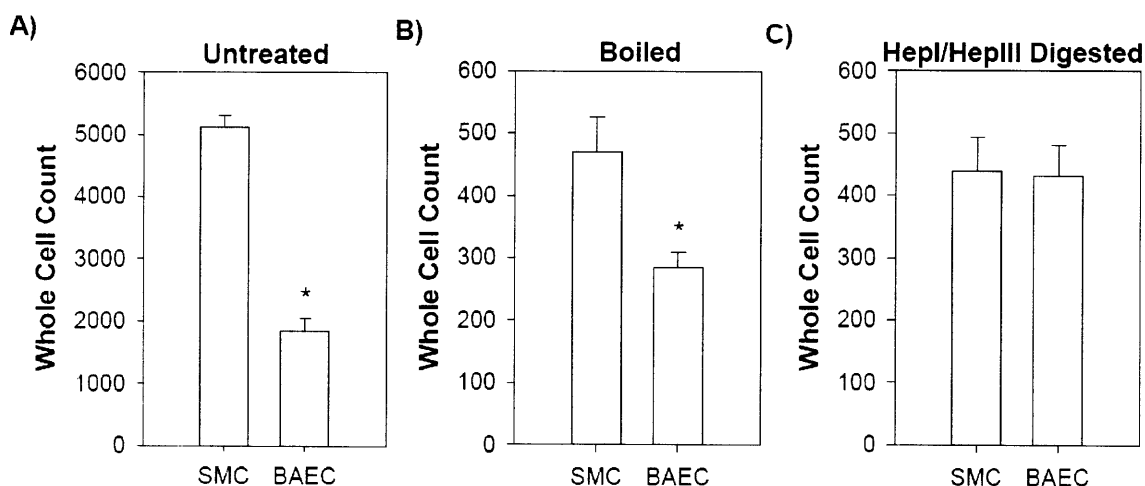 A)
Untreated
Whole Cell Count
6000
5000
4000
3000
2000
1000
0
*
SMC BAEC
B)
Boiled
Whole Cell Count
600
500
400
300
200
100
0
*
SMC BAEC
C)
HepI/HepIII Digested
Whole Cell Count
600
500
400
300
200
100
0
SMC BAEC